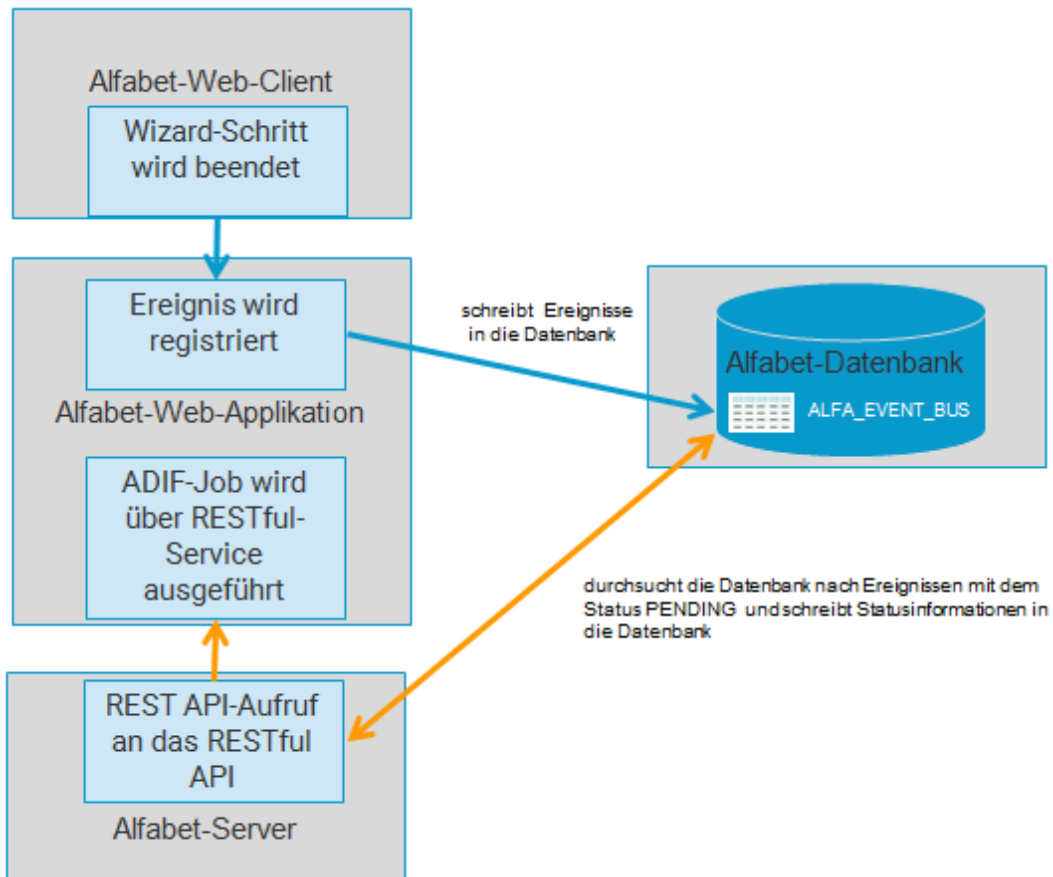 Alfabet-Web-Client
Wizard-Schritt
wird beendet
Ereignis wird
registriert
Alfabet-Web-Applikation
schreibt Ereignisse
in die Datenbank
Alfabet-Datenbank
ALFA_EVENT_BUS
ADIF-Job wird
über RESTful-
Service
ausgeführt
durchsucht die Datenbank nach Ereignissen mit dem
Status PENDING und schreibt Statusinformationen in
die Datenbank
REST API-Aufruf
an das RESTful
API
Alfabet-Server